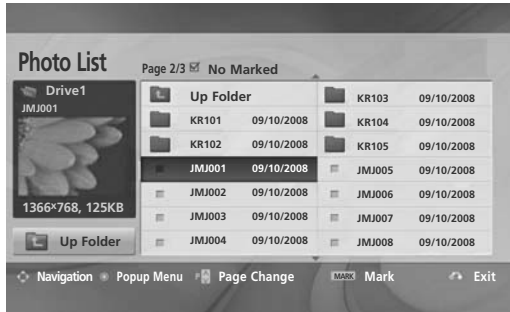 Photo List
Page 2/3 No Marked
Drive1
JMJ001
1366×768, 125KB
Up Folder
Up Folder
KR101 09/10/2008
KR102 09/10/2008
JMJ001 09/10/2008
JMJ002 09/10/2008
JMJ003 09/10/2008
JMJ004 09/10/2008
KR103 09/10/2008
KR104 09/10/2008
KR105 09/10/2008
JMJ005 09/10/2008
JMJ006 09/10/2008
JMJ007 09/10/2008
JMJ008 09/10/2008
Navigation Popup Menu P Page Change MARK Mark Exit